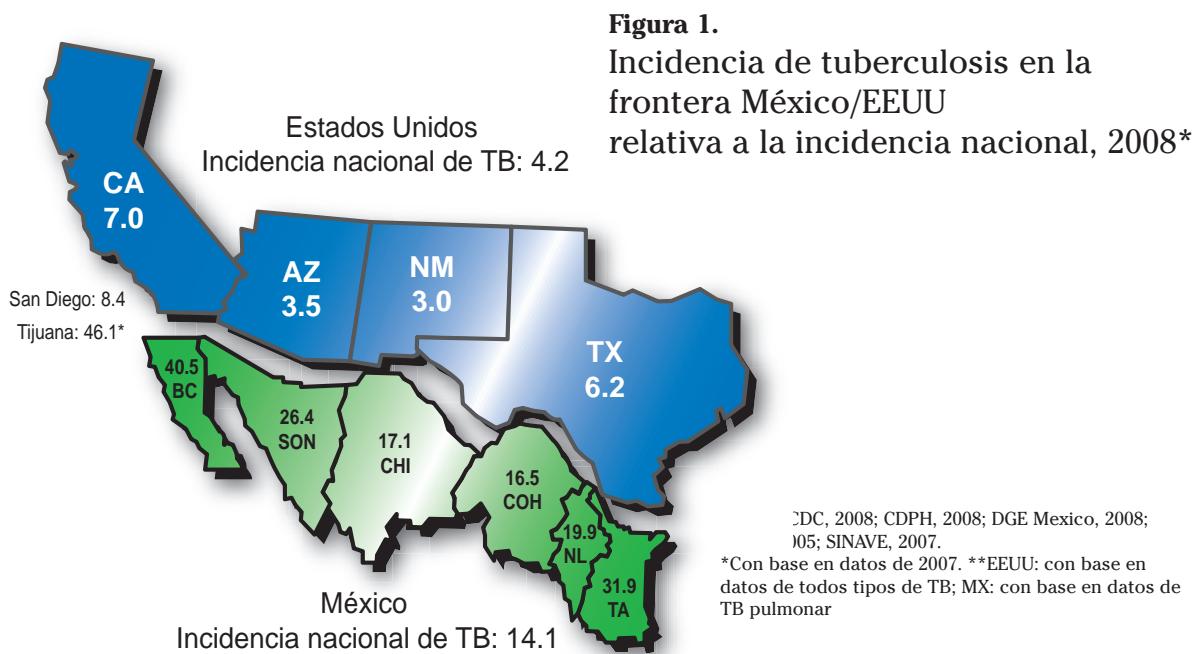 Figura 1.
Incidencia de tuberculosis en la
frontera México/EEUU
relativa a la incidencia nacional, 2008*
Estados Unidos
Incidencia nacional de TB: 4.2
CA
7.0
AZ
3.5
NM
3.0
TX
6.2
San Diego: 8.4
Tijuana: 46.1*
40.5
BC
26.4
SON
17.1
CHI
16.5
COH
19.9
NL
31.9
TA
México
Incidencia nacional de TB: 14.1
CDC, 2008; CDPH, 2008; DGE Mexico, 2008;
05; SINAVE, 2007.
*Con base en datos de 2007. **EEUU: con base en
datos de todos tipos de TB; MX: con base en datos de
TB pulmonar